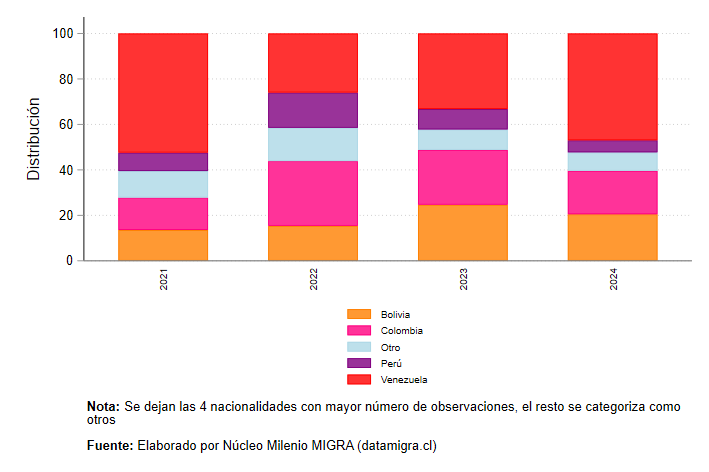 Distribución
100
80
60
40
20
0
2021
2022
2023
2024
Bolivia
Colombia
Otro
Perú
Venezuela
Nota: Se dejan las 4 nacionalidades con mayor número de observaciones, el resto se categoriza como
otros
Fuente: Elaborado por Núcleo Milenio MIGRA (datamigra.cl)